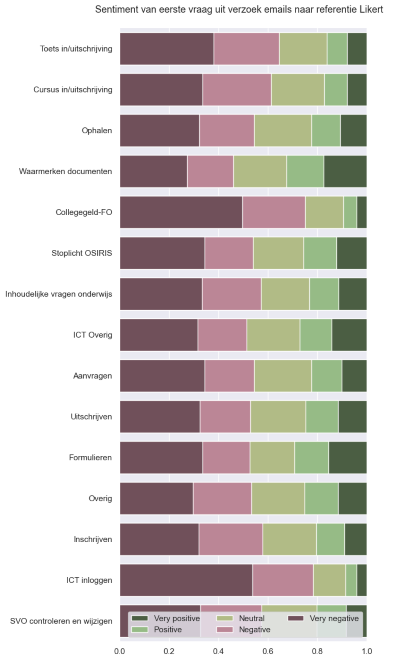 Sentiment van eerste vraag uit verzoek emails naar referentie Likert
Toets in/uitschrijving
Cursus in/uitschrijving
Ophalen
Waarmerken documenten
Collegegeld-FO
Stoplicht OSIRIS
Inhoudelijke vragen onderwijs
ICT Overig
Aanvragen
Uitschrijven
Formulieren
Overig
Inschrijven
ICT inloggen
SVO controleren en wijzigen
Very positive Neutral Very negative
Positive Negative
0.0 0.2 0.4 0.6 0.8 1.0